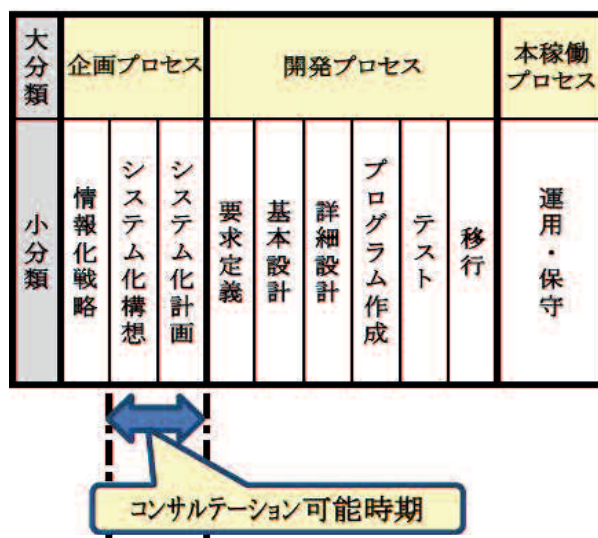 大分類
企画プロセス
開発プロセス
本稼働
プロセス
小分類
情報化戦略
システム化構想
システム化計画
要求定義
基本設計
詳細設計
プログラム作成
テスト
移行
運用・保守
コンサルテーション可能時期